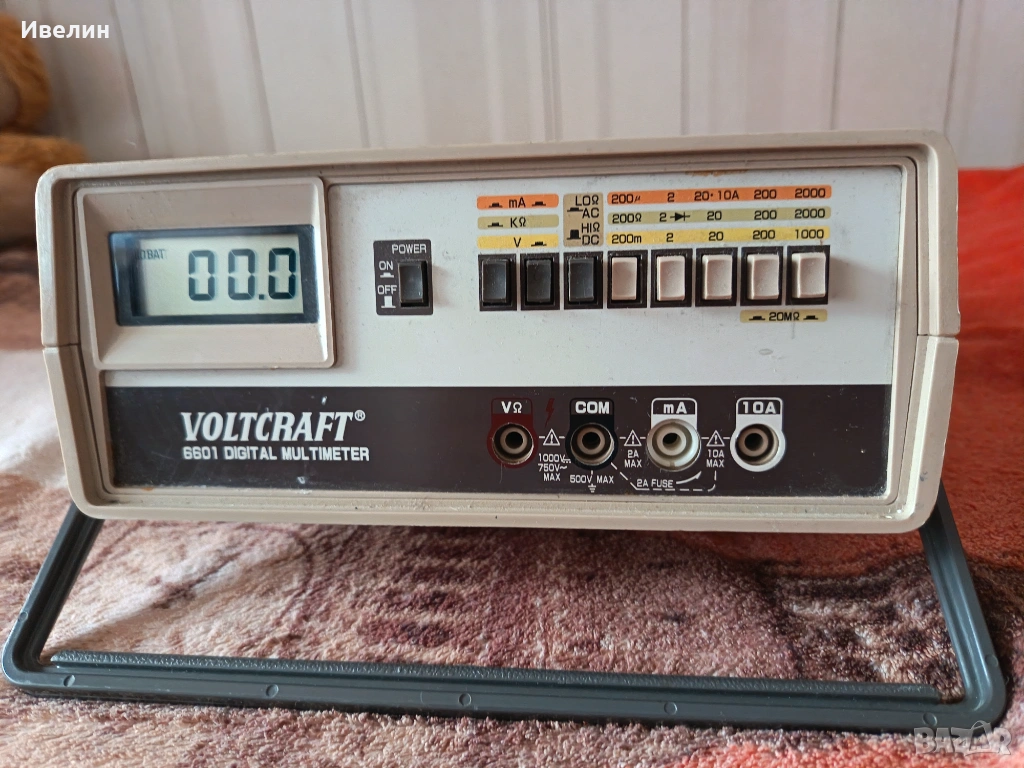 Ивелин
LOΩ 200μ 2 20·10A 200 2000
mA AC
KΩ 200Ω 2 20 200 2000
HIΩ
V DC 200m 2 20 200 1000
POWER
ON
OFF
BAT
00.0
20MΩ
VΩ COM mA 10A
VOLTCRAFT®
6601 DIGITAL MULTIMETER
1000V⎓
750V~
MAX
500V MAX
2A
MAX
10A
MAX
2A FUSE
BAZAR